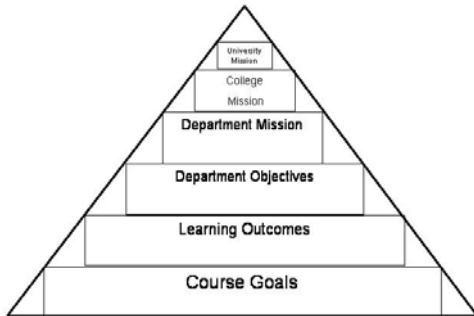 University
Mission
College
Mission
Department Mission
Department Objectives
Learning Outcomes
Course Goals